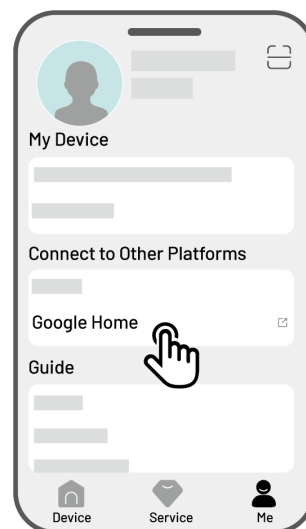 My Device
Connect to Other Platforms
Google Home
Guide
Device
Service
Me